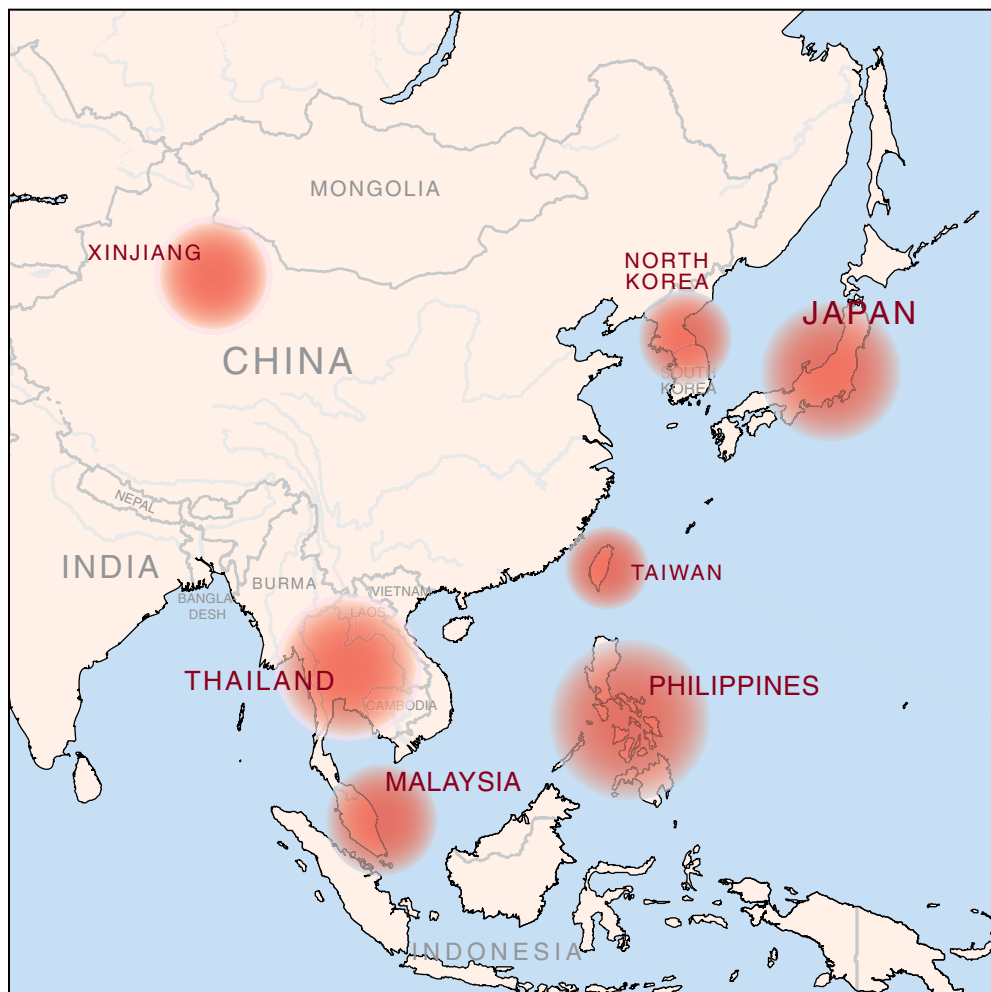 MONGOLIA
XINJIANG
NORTH
KOREA
JAPAN
CHINA
SOUTH
KOREA
NEPAL
INDIA
TAIWAN
BURMA
VIETNAM
BANGLA
DESH
LAOS
THAILAND
PHILIPPINES
CAMBODIA
MALAYSIA
INDONESIA